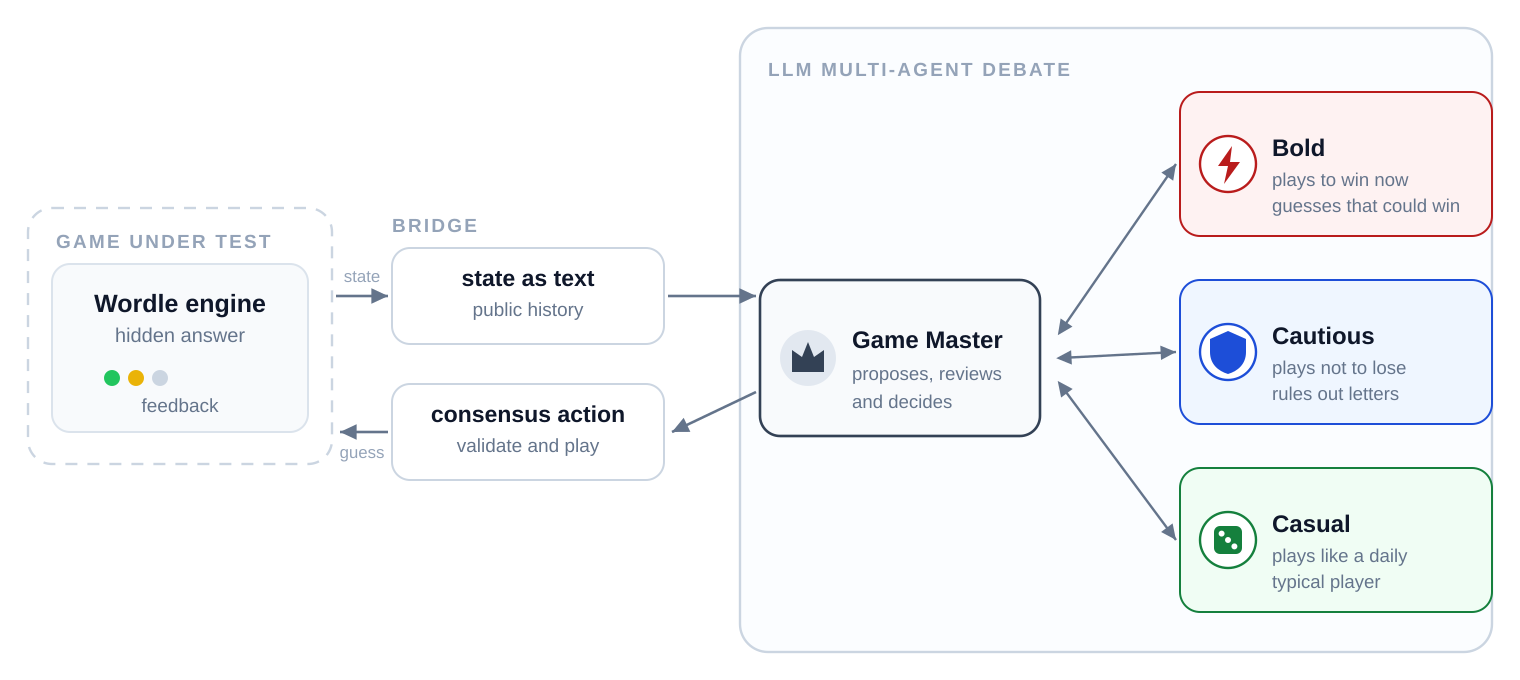 GAME UNDER TEST
Wordle engine
hidden answer
feedback
state
guess
BRIDGE
state as text
public history
consensus action
validate and play
LLM MULTI-AGENT DEBATE
Game Master
proposes, reviews
and decides
Bold
plays to win now
guesses that could win
Cautious
plays not to lose
rules out letters
Casual
plays like a daily
typical player